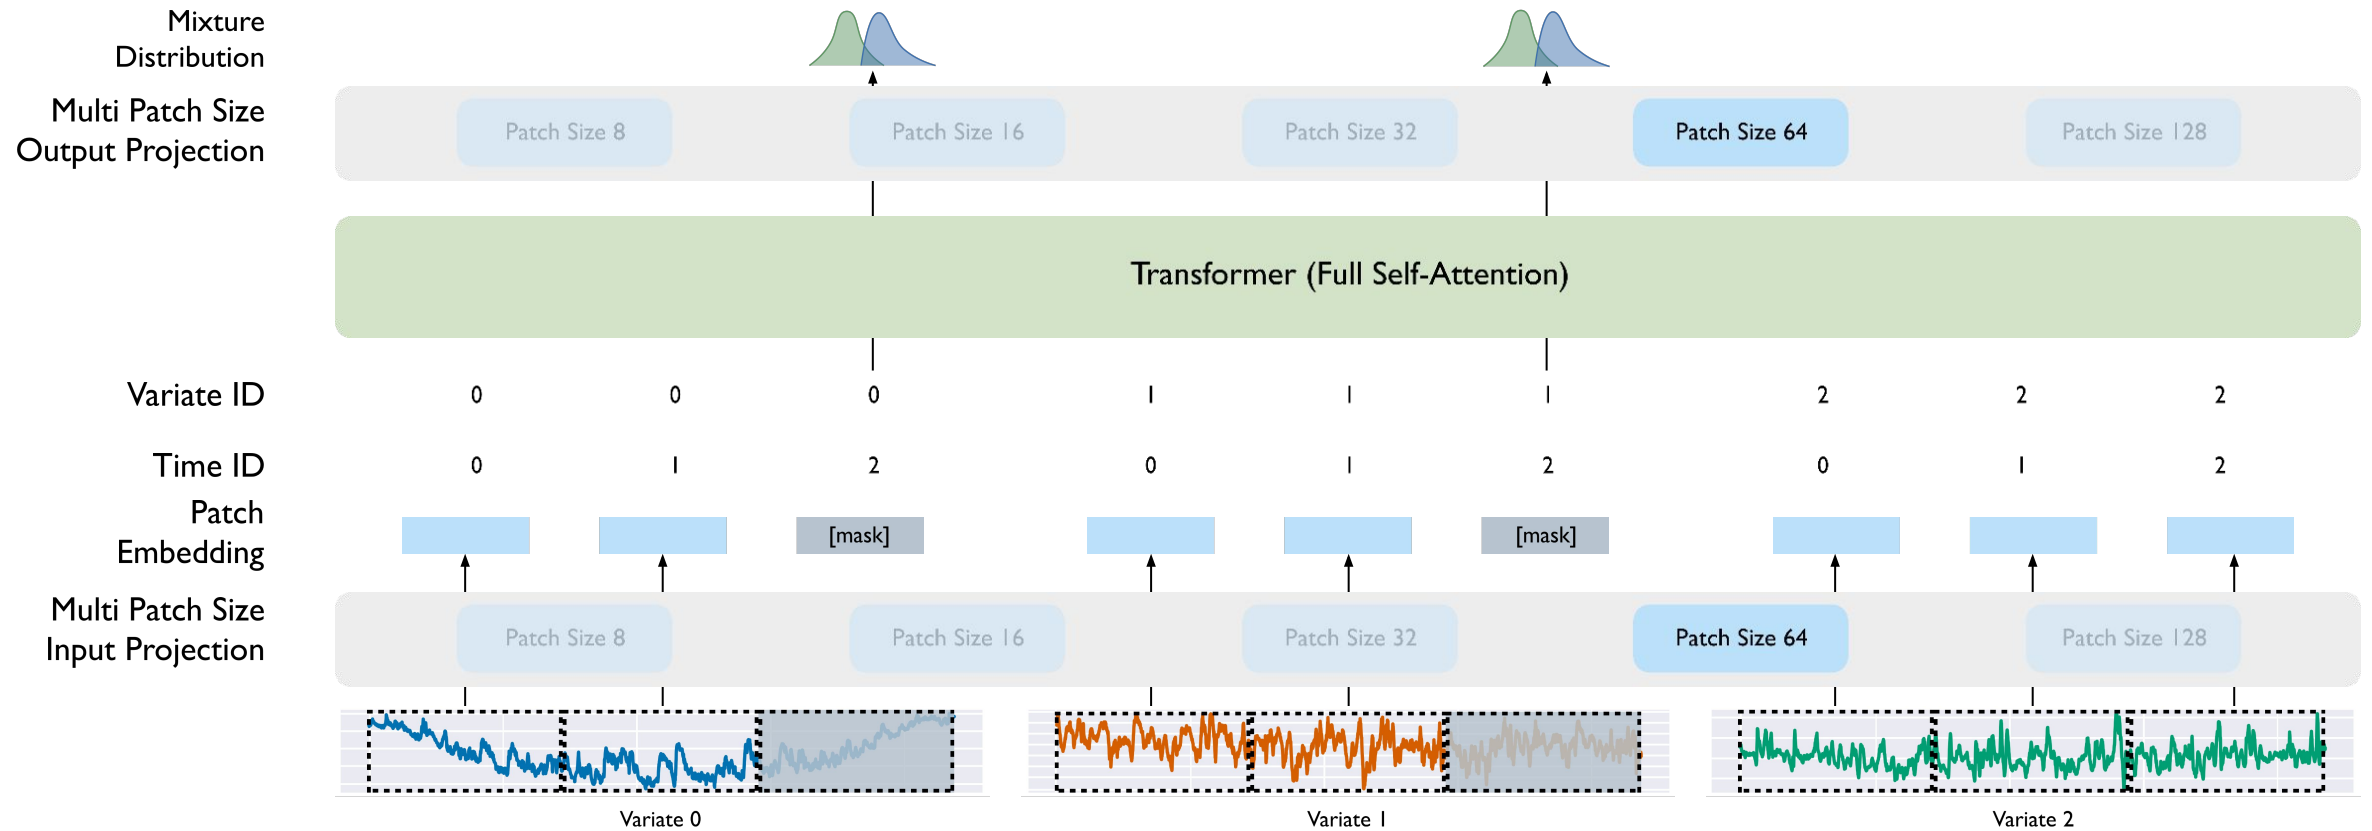 Mixture
Distribution
Multi Patch Size
Output Projection
Patch Size 8
Patch Size 16
Patch Size 32
Patch Size 64
Patch Size 128
Transformer (Full Self-Attention)
Variate ID
0 0 0 1 1 1 2 2 2
Time ID
0 1 2 0 1 2 0 1 2
Patch
Embedding
[mask]
[mask]
Multi Patch Size
Input Projection
Patch Size 8
Patch Size 16
Patch Size 32
Patch Size 64
Patch Size 128
Variate 0
Variate 1
Variate 2